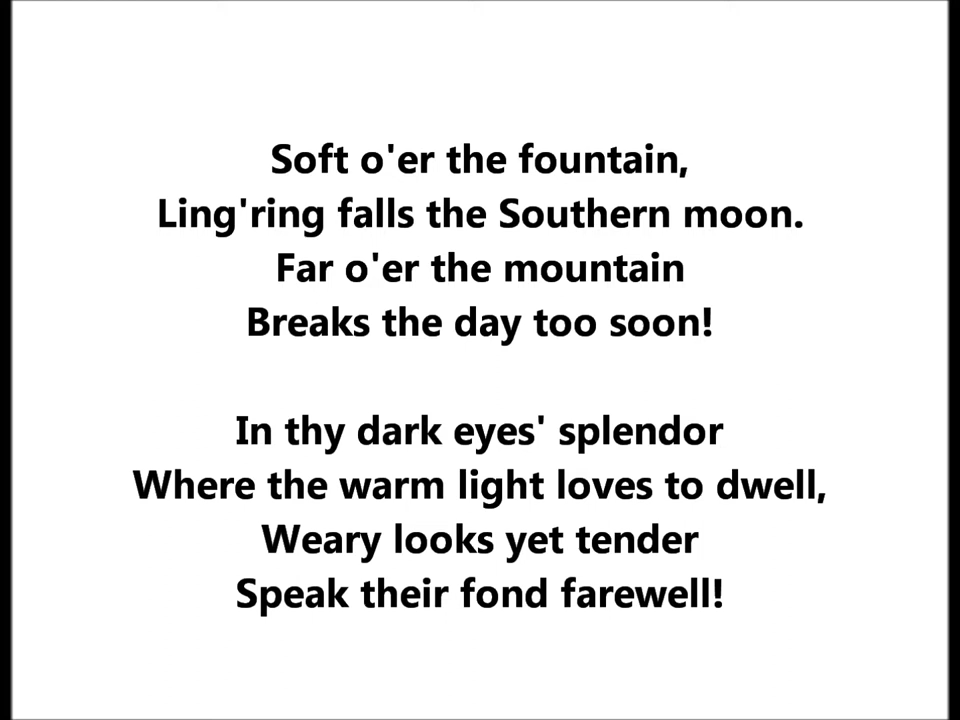 Soft o'er the fountain,
Ling'ring falls the Southern moon.
Far o'er the mountain
Breaks the day too soon!
In thy dark eyes' splendor
Where the warm light loves to dwell,
Weary looks yet tender
Speak their fond farewell!